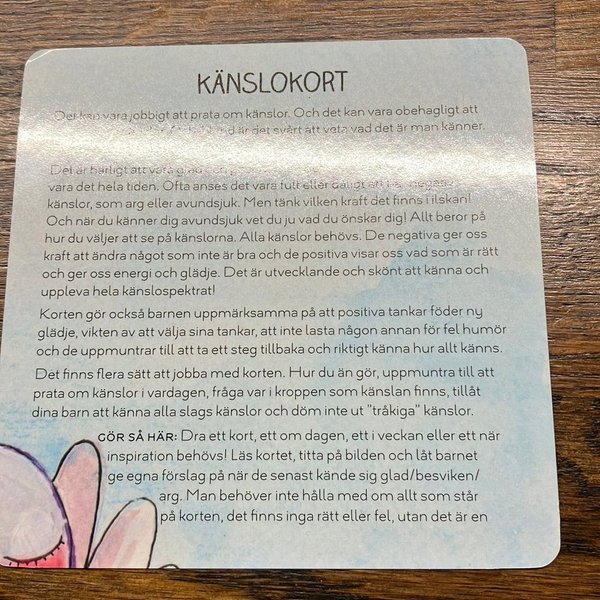 KÄNSLOKORT
Det kan vara jobbigt att prata om känslor. Och det kan vara obehagligt att
är det svårt att veta vad det är man känner.
Det är härligt att vara glad och
vara det hela tiden. Ofta anses det vara fult eller dåligt att ha negativa
känslor, som arg eller avundsjuk. Men tänk vilken kraft det finns i ilskan!
Och när du känner dig avundsjuk vet du ju vad du önskar dig! Allt beror på
hur du väljer att se på känslorna. Alla känslor behövs. De negativa ger oss
kraft att ändra något som inte är bra och de positiva visar oss vad som är rätt
och ger oss energi och glädje. Det är utvecklande och skönt att känna och
uppleva hela känslospektrat!
Korten gör också barnen uppmärksamma på att positiva tankar föder ny
glädje, vikten av att välja sina tankar, att inte lasta någon annan för fel humör
och de uppmuntrar till att ta ett steg tillbaka och riktigt känna hur allt känns.
Det finns flera sätt att jobba med korten. Hur du än gör, uppmuntra till att
prata om känslor i vardagen, fråga var i kroppen som känslan finns, tillåt
dina barn att känna alla slags känslor och döm inte ut "tråkiga" känslor.
GÖR SÅ HÄR: Dra ett kort, ett om dagen, ett i veckan eller ett när
inspiration behövs! Läs kortet, titta på bilden och låt barnet
ge egna förslag på när de senast kände sig glad/besviken/
arg. Man behöver inte hålla med om allt som står
på korten, det finns inga rätt eller fel, utan det är en